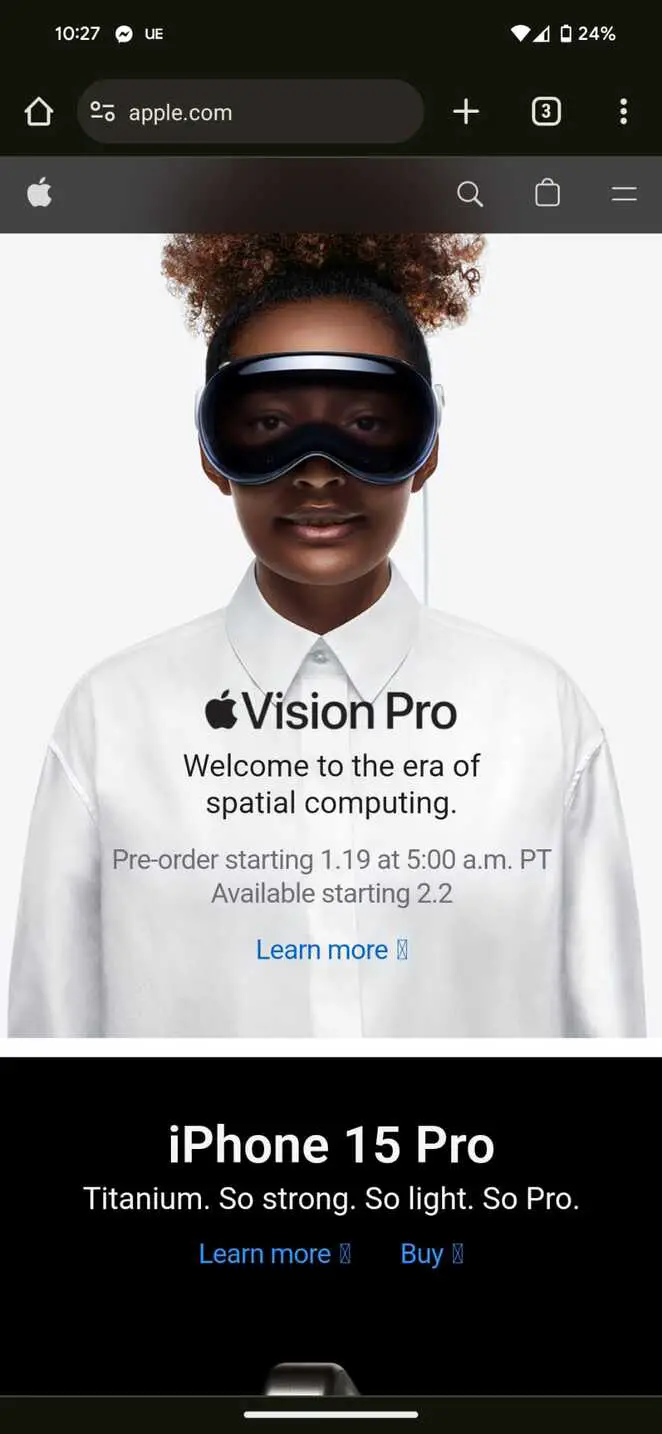 10:27 UE 24%
apple.com 3
Vision Pro
Welcome to the era of
spatial computing.
Pre-order starting 1.19 at 5:00 a.m. PT
Available starting 2.2
Learn more
iPhone 15 Pro
Titanium. So strong. So light. So Pro.
Learn more Buy